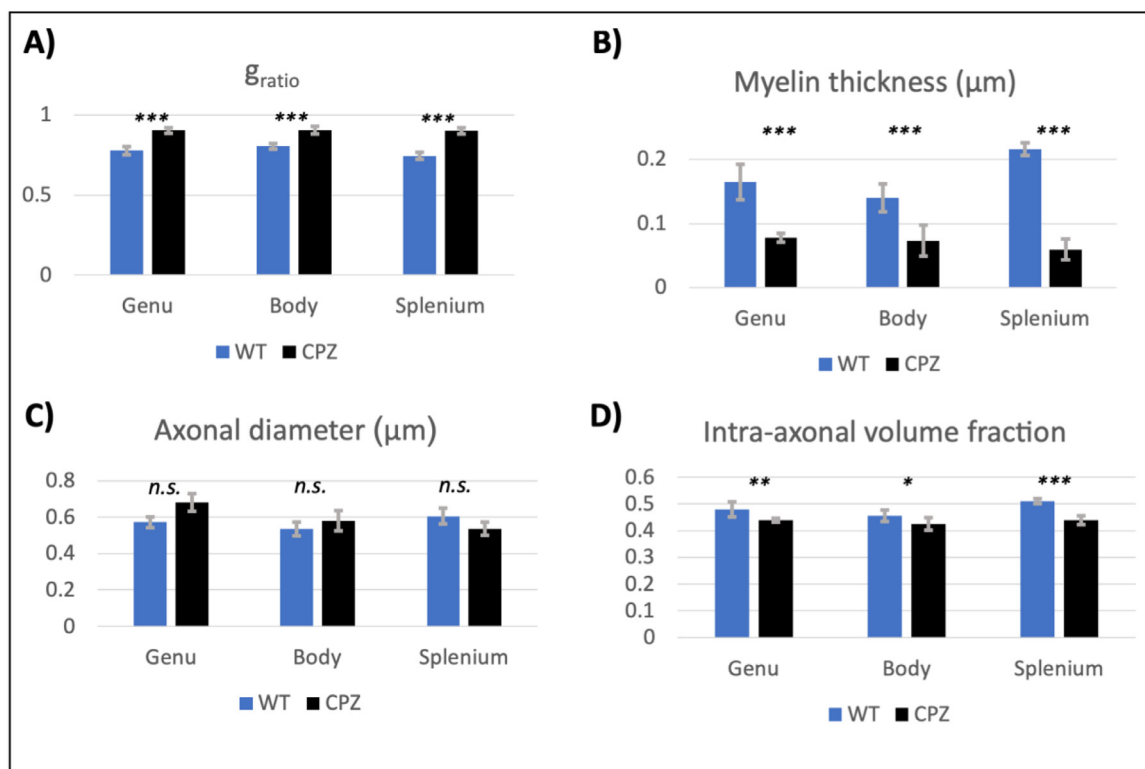 A)
g_ratio
1
0.5
0
*** *** ***
Genu Body Splenium
WT CPZ
B)
Myelin thickness (µm)
0.2
0.1
0
*** *** ***
Genu Body Splenium
WT CPZ
C)
Axonal diameter (µm)
0.8
0.6
0.4
0.2
0
n.s. n.s. n.s.
Genu Body Splenium
WT CPZ
D)
Intra-axonal volume fraction
0.6
0.5
0.4
0.3
0.2
0.1
0
** * ***
Genu Body Splenium
WT CPZ